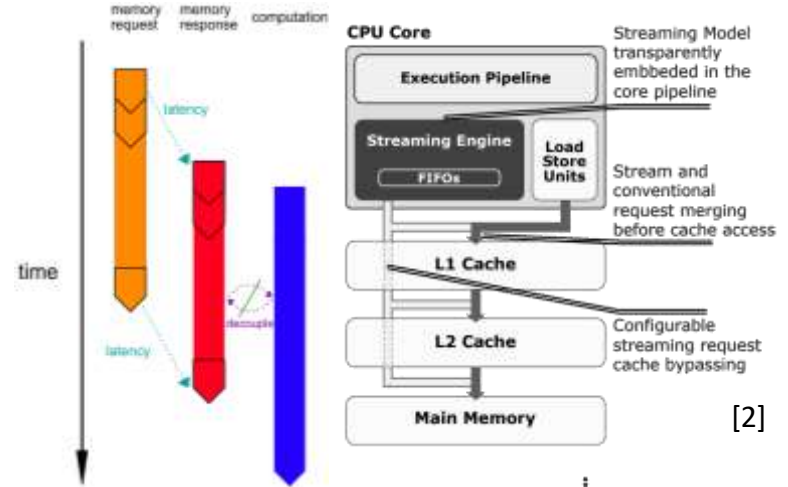 memory
request
memory
response
computation
latency
time
decouple
latency
CPU Core
Execution Pipeline
Streaming Engine
FIFOs
Load
Store
Units
L1 Cache
L2 Cache
Main Memory
Streaming Model
transparently
embbeded in the
core pipeline
Stream and
conventional
request merging
before cache access
Configurable
streaming request
cache bypassing
[2]